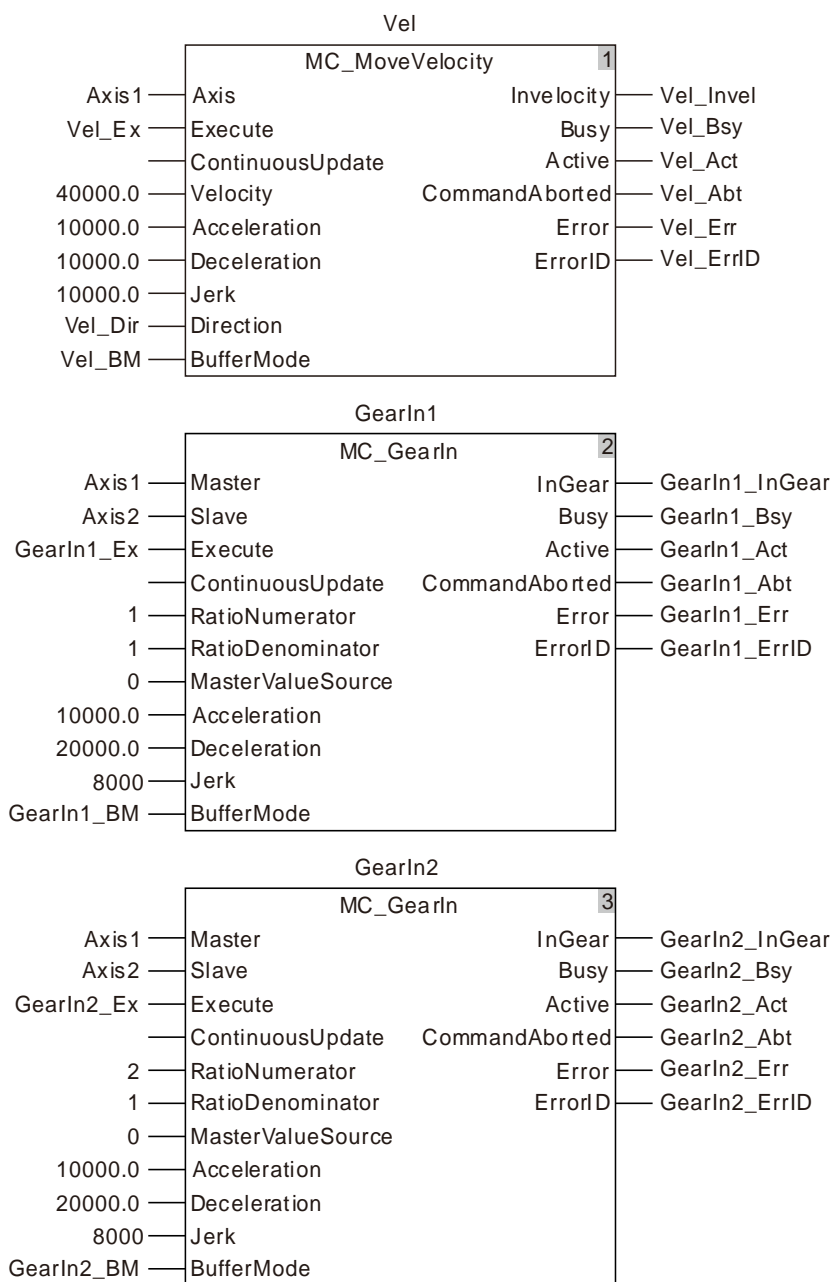 Vel
MC_MoveVelocity 1
Axis1 Axis Invelocity Vel_Invel
Vel_Ex Execute Busy Vel_Bsy
ContinuousUpdate Active Vel_Act
40000.0 Velocity CommandAborted Vel_Abt
10000.0 Acceleration Error Vel_Err
10000.0 Deceleration ErrorID Vel_ErrID
10000.0 Jerk
Vel_Dir Direction
Vel_BM BufferMode
GearIn1
MC_GearIn 2
Axis1 Master InGear GearIn1_InGear
Axis2 Slave Busy GearIn1_Bsy
GearIn1_Ex Execute Active GearIn1_Act
ContinuousUpdate CommandAborted GearIn1_Abt
1 RatioNumerator Error GearIn1_Err
1 RatioDenominator ErrorID GearIn1_ErrID
0 MasterValueSource
10000.0 Acceleration
20000.0 Deceleration
8000 Jerk
GearIn1_BM BufferMode
GearIn2
MC_GearIn 3
Axis1 Master InGear GearIn2_InGear
Axis2 Slave Busy GearIn2_Bsy
GearIn2_Ex Execute Active GearIn2_Act
ContinuousUpdate CommandAborted GearIn2_Abt
2 RatioNumerator Error GearIn2_Err
1 RatioDenominator ErrorID GearIn2_ErrID
0 MasterValueSource
10000.0 Acceleration
20000.0 Deceleration
8000 Jerk
GearIn2_BM BufferMode